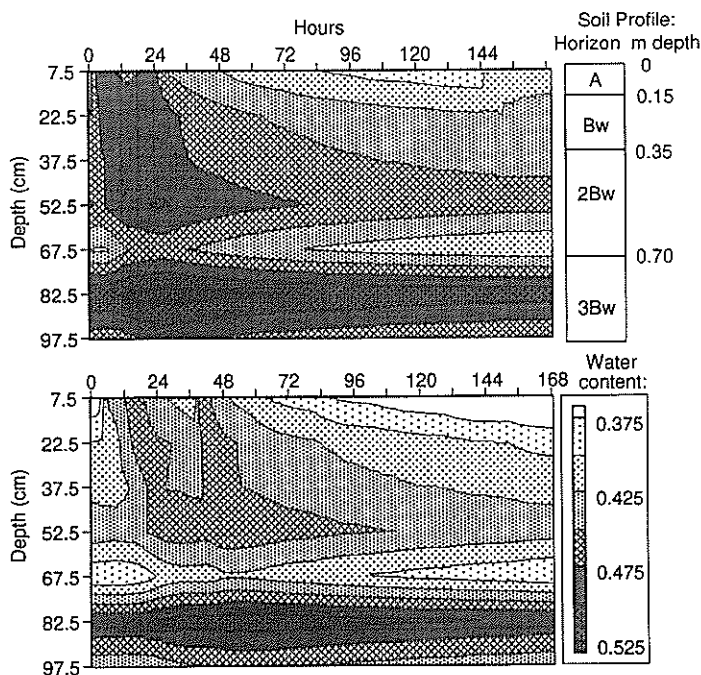 Hours
0 24 48 72 96 120 144
7.5
22.5
37.5
52.5
67.5
82.5
97.5
Depth (cm)
Soil Profile:
Horizon m depth
0
A
0.15
Bw
0.35
2Bw
0.70
3Bw
0 24 48 72 96 120 144 168
7.5
22.5
37.5
52.5
67.5
82.5
97.5
Depth (cm)
Water
content:
0.375
0.425
0.475
0.525